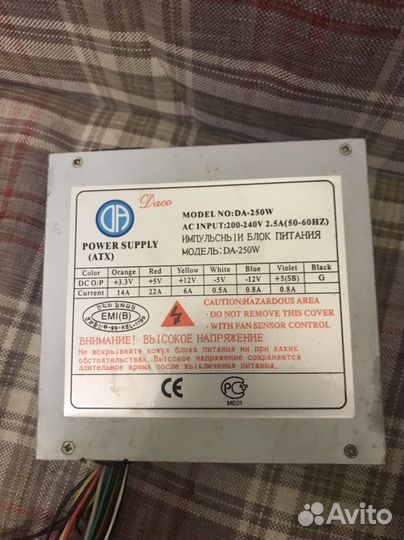 DA
Daco
MODEL NO:DA-250W
AC INPUT:200-240V 2.5A(50-60HZ)
POWER SUPPLY
(ATX)
ИМПУЛЬСНЫЙ БЛОК ПИТАНИЯ
МОДЕЛЬ: DA-250W
Color Orange Red Yellow White Blue Violet Black
DC O/P +3.3V +5V +12V -5V -12V +5(SB) G
Current 14A 22A 6A 0.5A 0.8A 0.8A
EMI(B)
CAUTION:HAZARDOUS AREA
- DO NOT REMOVE THIS COVER
- WITH FAN SENSOR CONTROL
ВНИМАНИЕ! ВЫСОКОЕ НАПРЯЖЕНИЕ
Не вскрывайте кожух блока питания ни при каких
обстоятельствах. Высокое напряжение сохраняется
длительное время после выключения питания.
CE
РСТ
ME01
Avito